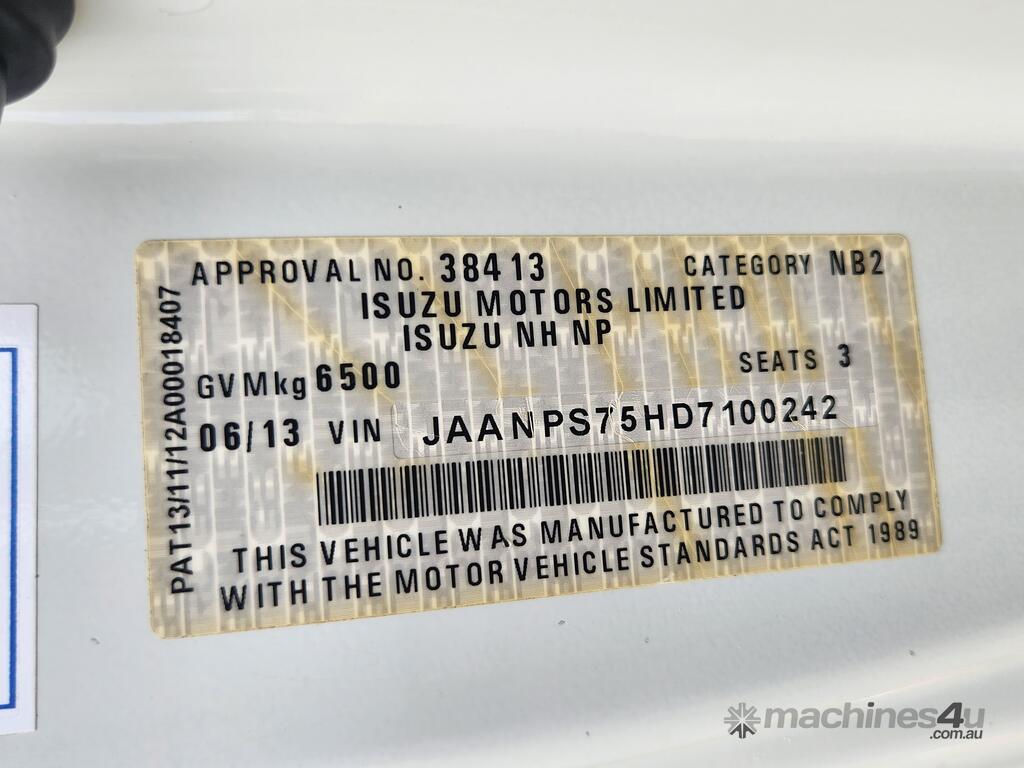 APPROVAL NO. 38413 CATEGORY NB2
ISUZU MOTORS LIMITED
ISUZU NH NP
GVMkg 6500 SEATS 3
06/13 VIN JAANPS75HD7100242
THIS VEHICLE WAS MANUFACTURED TO COMPLY
WITH THE MOTOR VEHICLE STANDARDS ACT 1989
PAT13/11/12A00018407
machines4u
.com.au